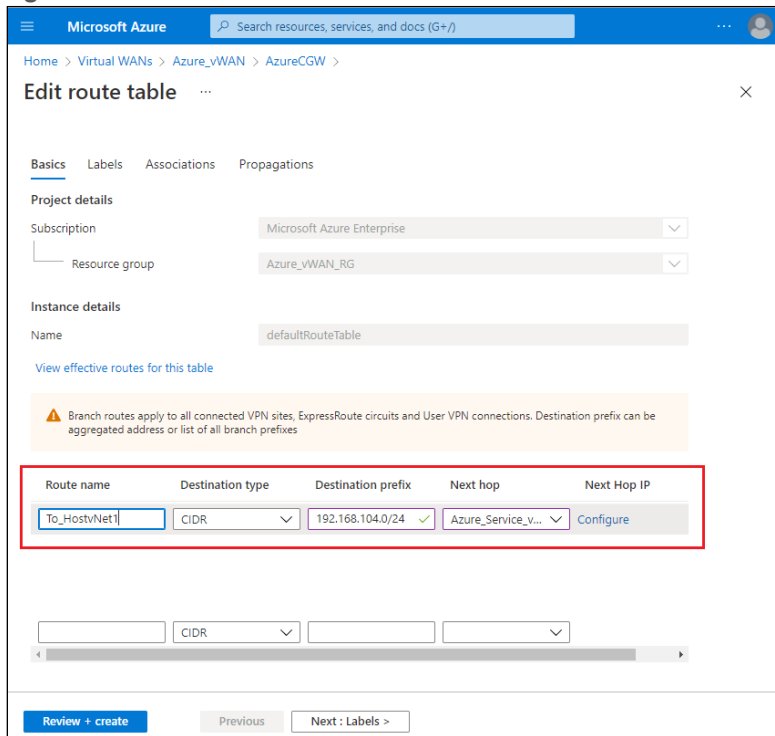 Microsoft Azure
Search resources, services, and docs (G+/)
...
Home > Virtual WANs > Azure_vWAN > AzureCGW >
Edit route table ...
Basics Labels Associations Propagations
Project details
Subscription Microsoft Azure Enterprise
Resource group Azure_vWAN_RG
Instance details
Name defaultRouteTable
View effective routes for this table
Branch routes apply to all connected VPN sites, ExpressRoute circuits and User VPN connections. Destination prefix can be
aggregated address or list of all branch prefixes
Route name Destination type Destination prefix Next hop Next Hop IP
To_HostvNet1 CIDR 192.168.104.0/24 Azure_Service_v... Configure
CIDR
Review + create Previous Next : Labels >